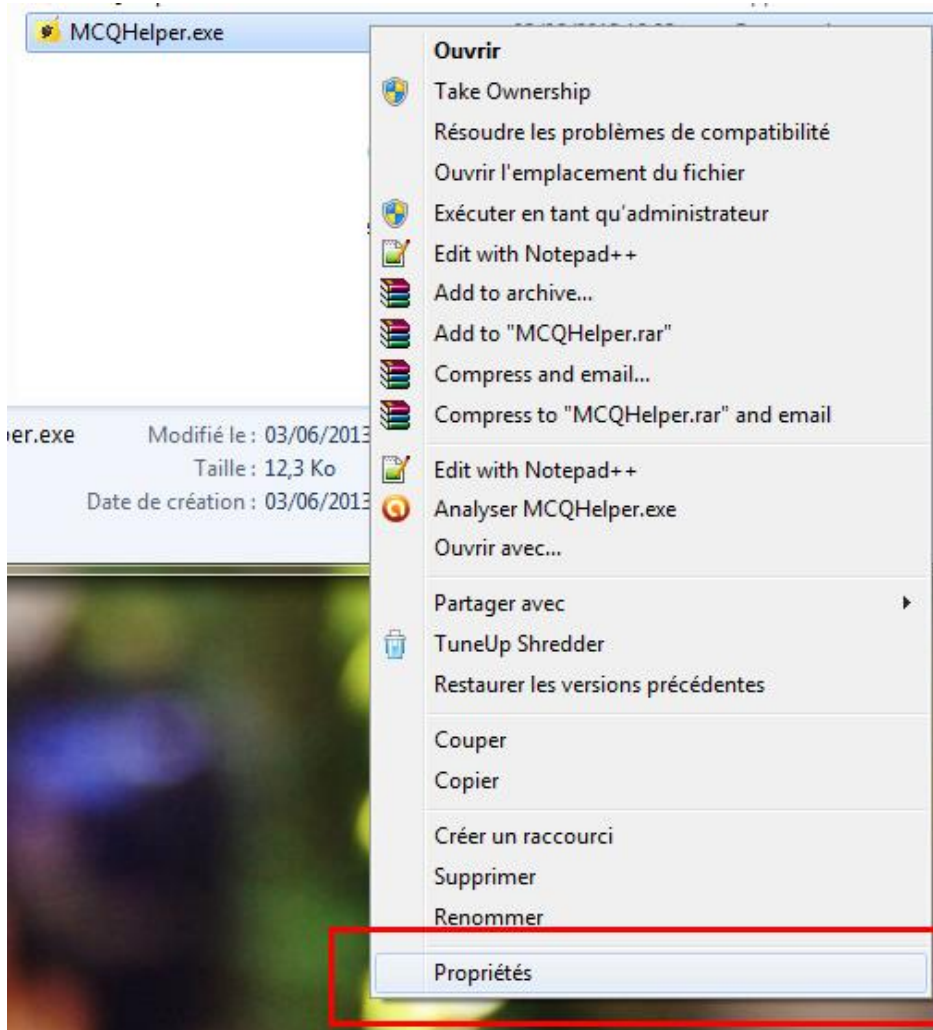 MCQHelper.exe
Ouvrir
Take Ownership
Résoudre les problèmes de compatibilité
Ouvrir l'emplacement du fichier
Exécuter en tant qu'administrateur
Edit with Notepad++
Add to archive...
Add to "MCQHelper.rar"
Compress and email...
Compress to "MCQHelper.rar" and email
er.exe Modifié le : 03/06/2013
Taille : 12,3 Ko
Date de création : 03/06/2013
Edit with Notepad++
Analyser MCQHelper.exe
Ouvrir avec...
Partager avec
TuneUp Shredder
Restaurer les versions précédentes
Couper
Copier
Créer un raccourci
Supprimer
Renommer
Propriétés